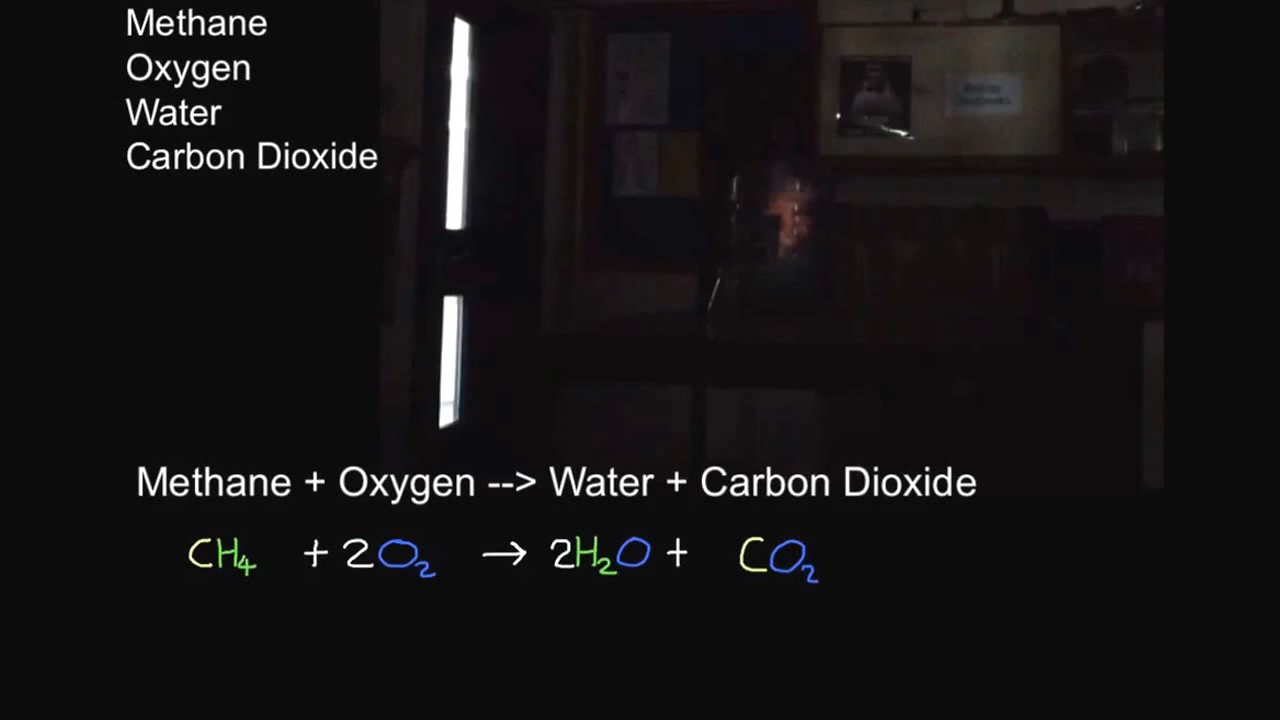 Methane
Oxygen
Water
Carbon Dioxide
Methane + Oxygen --> Water + Carbon Dioxide
CH₄ + 2O₂ → 2H₂O + CO₂